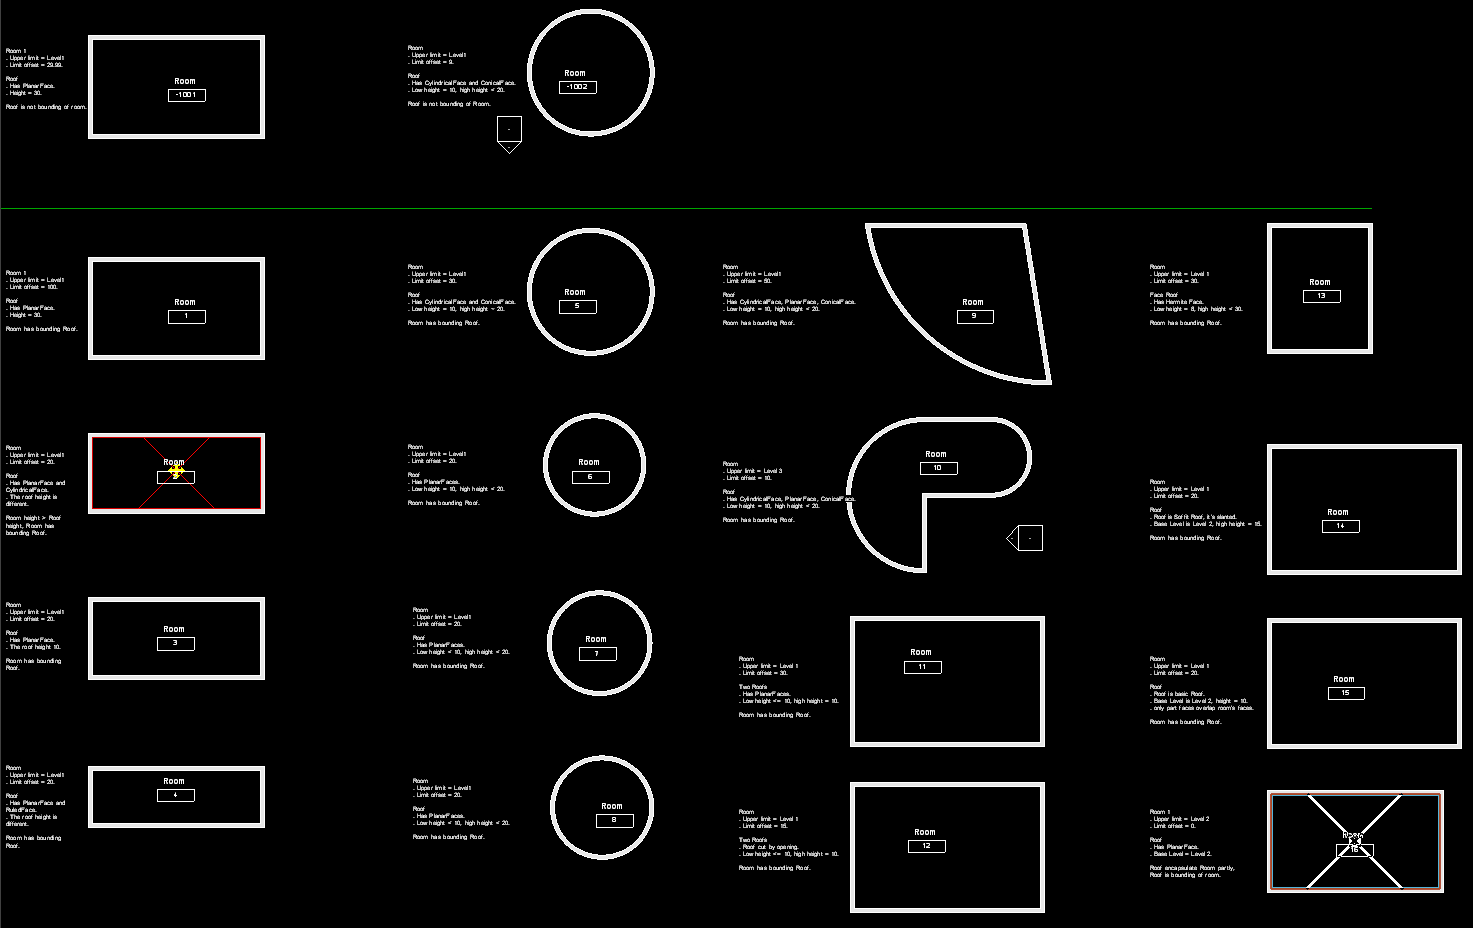 Room 1
. Upper limit = Level1
. Limit offset = 29.99.
Roof
. Has PlanarFace.
. Height = 30.
Roof is not bounding of room.
Room
-1001
Room
. Upper limit = Level1
. Limit offset = 9.
Roof
. Has CylindricalFace and ConicalFace.
. Low height = 10, high height < 20.
Roof is not bounding of Room.
Room
-1002
Room 1
. Upper limit = Level1
. Limit offset = 100.
Roof
. Has PlanarFace.
. Height = 30.
Room has bounding Roof.
Room
1
Room
. Upper limit = Level1
. Limit offset = 30.
Roof
. Has CylindricalFace and ConicalFace.
. Low height = 10, high height < 20.
Room has bounding Roof.
Room
5
Room
. Upper limit = Level1
. Limit offset = 50.
Roof
. Has CylindricalFace, PlanarFace, ConicalFace.
. Low height = 10, high height < 20.
Room has bounding Roof.
Room
9
Room
. Upper limit = Level 1
. Limit offset = 30.
Face Roof
. Has Hermite Face.
. Low height = 8, high height < 30.
Room has bounding Roof.
Room
13
Room
. Upper limit = Level1
. Limit offset = 20.
Roof
. Has PlanarFace and
CylindricalFace.
. The roof height is
different.
Room height > Roof
height, Room has
bounding Roof.
Room
Room
. Upper limit = Level1
. Limit offset = 20.
Roof
. Has PlanarFaces.
. Low height = 10, high height < 20.
Room has bounding Roof.
Room
6
Room
. Upper limit = Level 3
. Limit offset = 10.
Roof
. Has CylindricalFace, PlanarFace, ConicalFace.
. Low height = 10, high height < 20.
Room has bounding Roof.
Room
10
Room
. Upper limit = Level 1
. Limit offset = 20.
Roof
. Roof is Soffit Roof, it's slanted.
. Base Level is Level 2, high height = 15.
Room has bounding Roof.
Room
14
Room
. Upper limit = Level1
. Limit offset = 20.
Roof
. Has PlanarFace.
. The roof height 10.
Room has bounding
Roof.
Room
3
Room
. Upper limit = Level1
. Limit offset = 20.
Roof
. Has PlanarFaces.
. Low height < 10, high height < 20.
Room has bounding Roof.
Room
7
Room
. Upper limit = Level 1
. Limit offset = 30.
Two Roofs
. Has PlanarFaces.
. Low height <= 10, high height = 10.
Room has bounding Roof.
Room
11
Room
. Upper limit = Level 1
. Limit offset = 20.
Roof
. Roof is basic Roof.
. Base Level is Level 2, height = 10.
. only part faces overlap room's faces.
Room has bounding Roof.
Room
15
Room
. Upper limit = Level1
. Limit offset = 20.
Roof
. Has PlanarFace and
RuledFace.
. The roof height is
different.
Room has bounding
Roof.
Room
4
Room
. Upper limit = Level1
. Limit offset = 20.
Roof
. Has PlanarFaces.
. Low height < 10, high height < 20.
Room has bounding Roof.
Room
8
Room
. Upper limit = Level 1
. Limit offset = 15.
Two Roofs
. Roof cut by opening.
. Low height <= 10, high height = 10.
Room has bounding Roof.
Room
12
Room 1
. Upper limit = Level 2
. Limit offset = 0.
Roof
. Has PlanarFace.
. Base Level = Level 2.
Roof encapsulate Room partly,
Roof is bounding of room.
Room
16